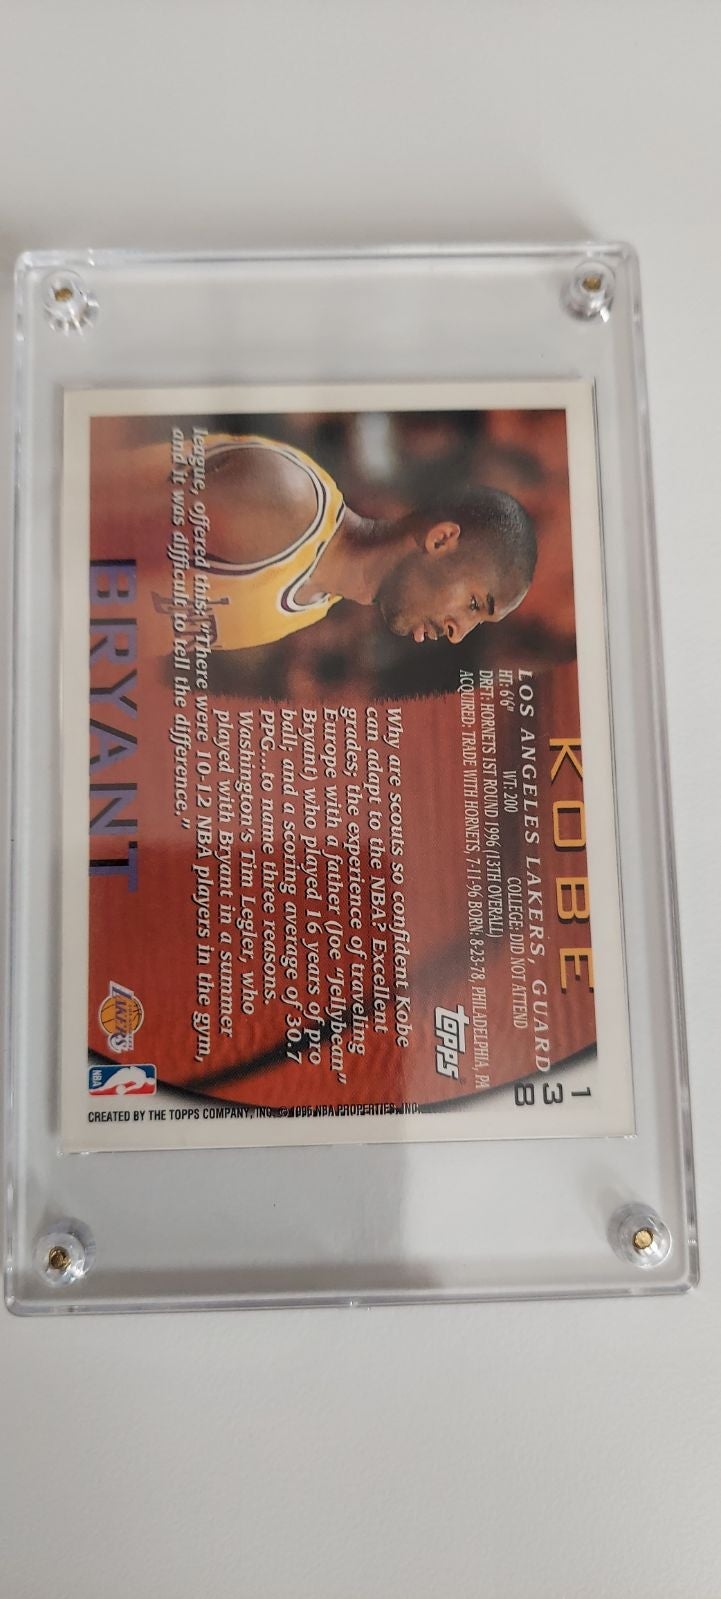 KOBE
138
LOS ANGELES LAKERS, GUARD
HT: 6'6" WT: 200 COLLEGE: DID NOT ATTEND
DRFT: HORNETS 1ST ROUND 1996 (13TH OVERALL)
ACQUIRED: TRADE WITH HORNETS, 7-11-96 BORN: 8-23-78, PHILADELPHIA, PA
topps
Why are scouts so confident Kobe
can adapt to the NBA? Excellent
grades; the experience of traveling
Europe with a father (Joe "Jellybean"
Bryant) who played 16 years of pro
ball; and a scoring average of 30.7
PPG...to name three reasons.
Washington's Tim Legler, who
played with Bryant in a summer
league, offered this: "There were 10-12 NBA players in the gym,
and it was difficult to tell the difference."
BRYANT
LAKERS
NBA
CREATED BY THE TOPPS COMPANY, INC. © 1996 NBA PROPERTIES, INC.